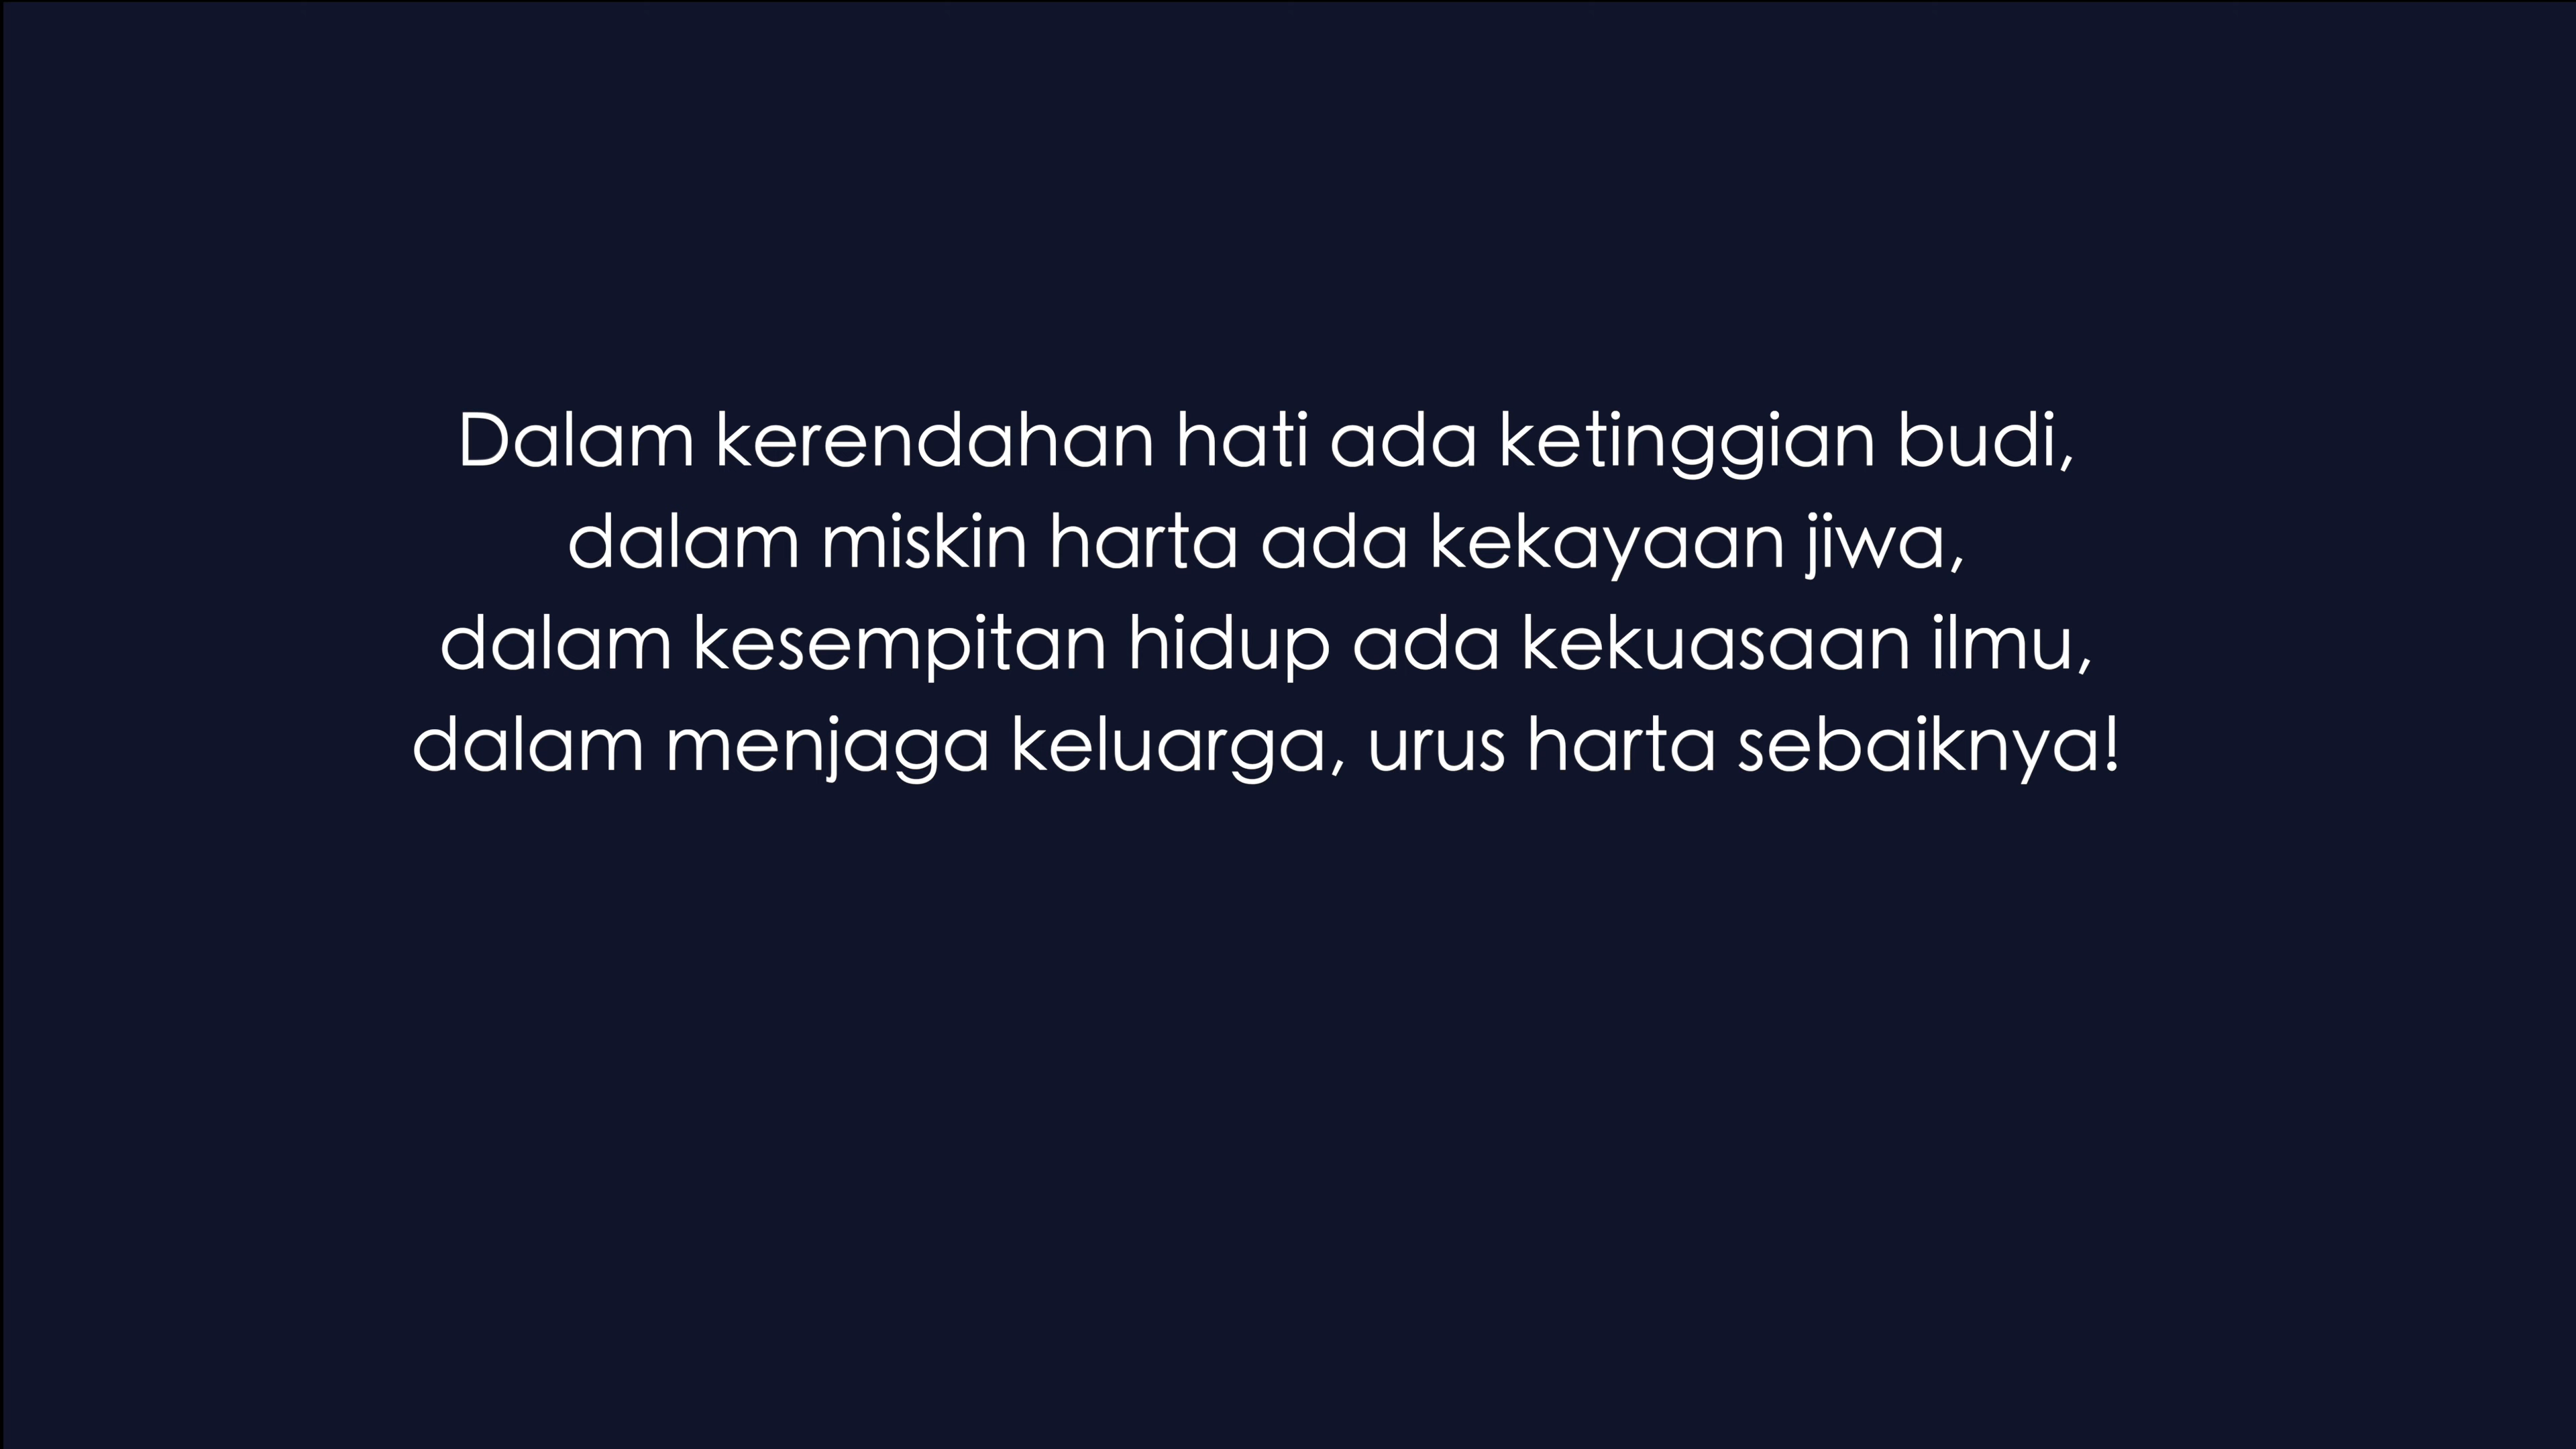 Dalam kerendahan hati ada ketinggian budi,
dalam miskin harta ada kekayaan jiwa,
dalam kesempitan hidup ada kekuasaan ilmu,
dalam menjaga keluarga, urus harta sebaiknya!